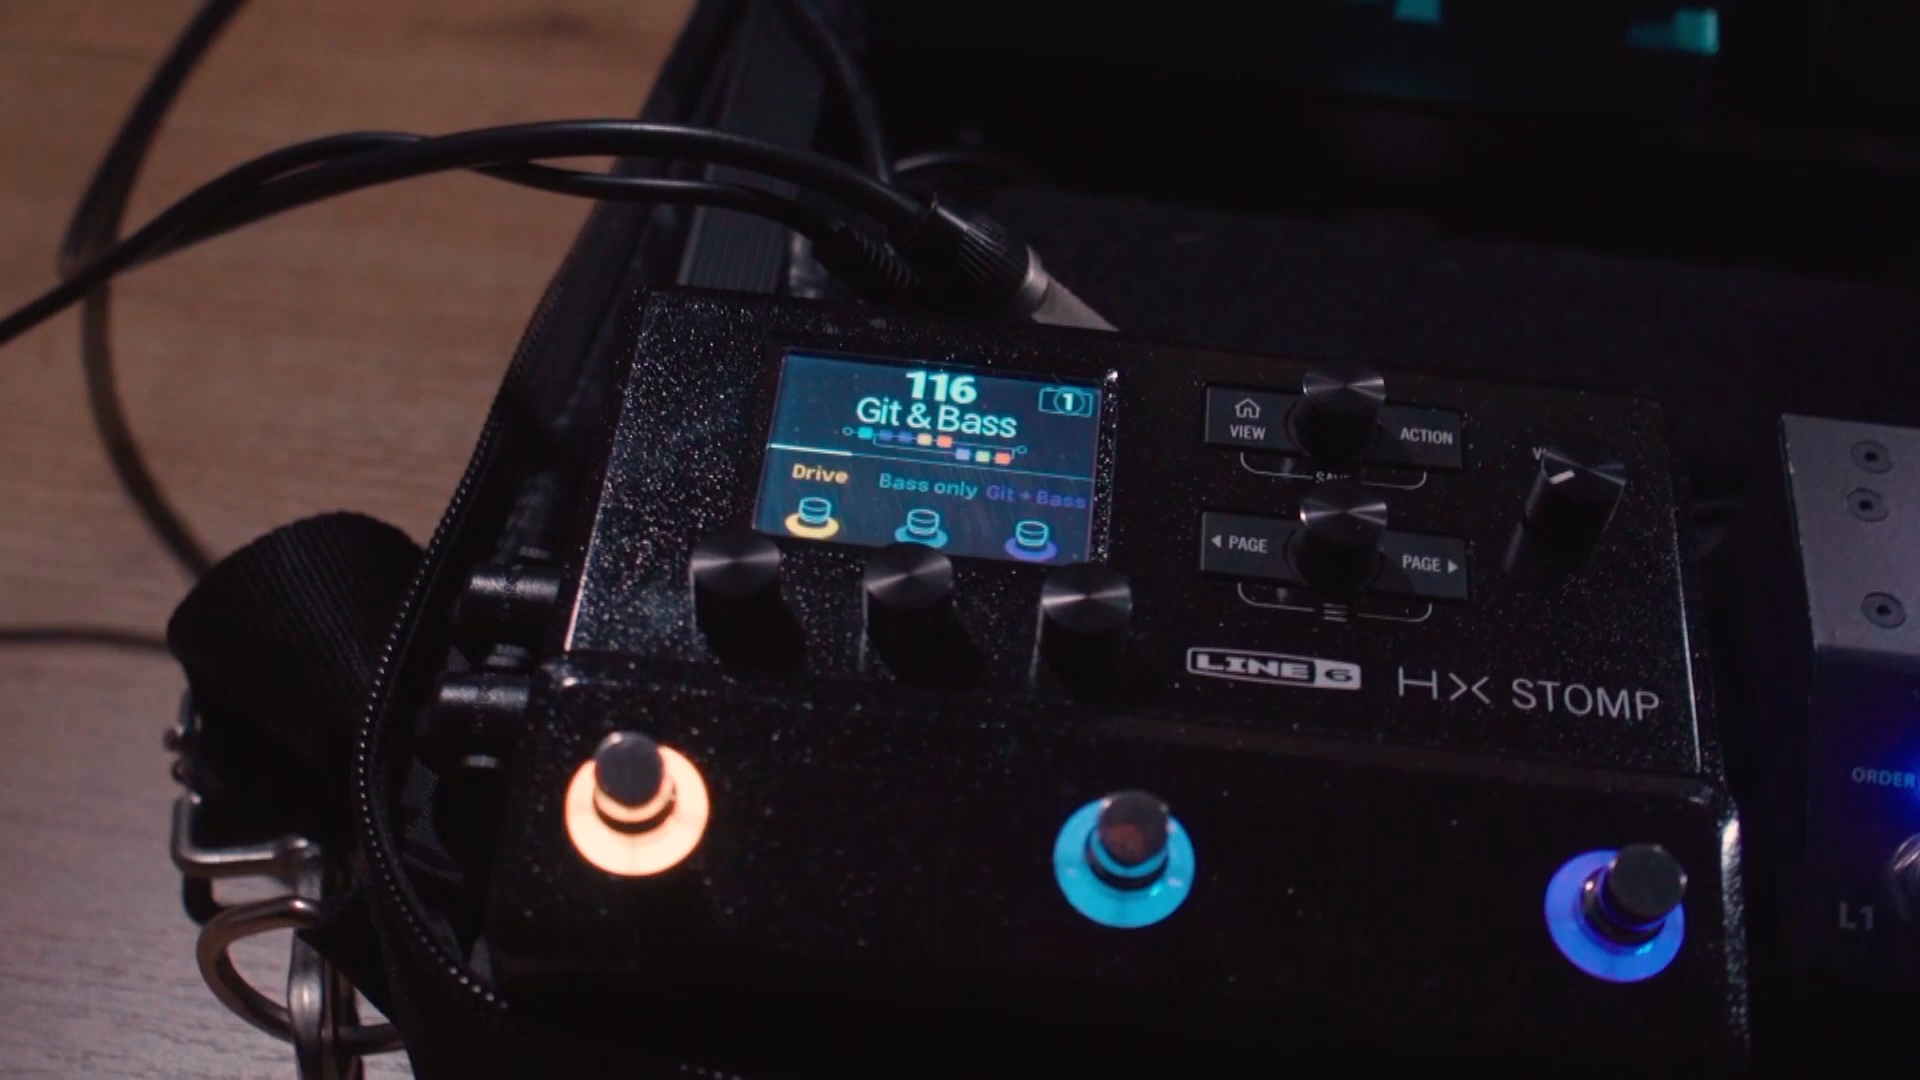 116
1
Git & Bass
Drive
Bass only
Git + Bass
VIEW
ACTION
PAGE
PAGE
LINE 6
HX STOMP
ORDER
L1